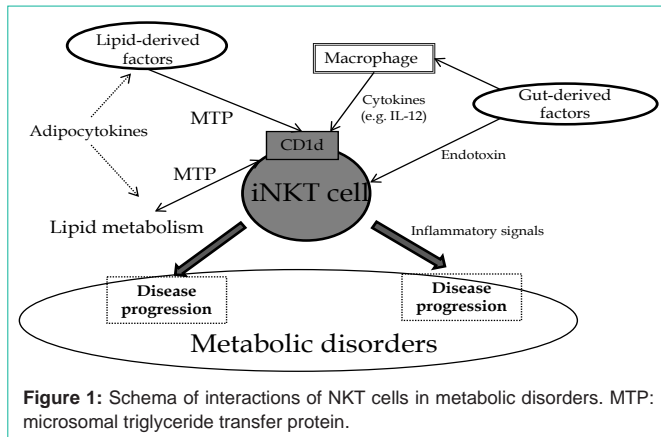 Lipid-derived
factors
Macrophage
Gut-derived
factors
Cytokines
(e.g. IL-12)
MTP
Adipocytokines
CD1d
Endotoxin
MTP
iNKT cell
Lipid metabolism
Inflammatory signals
Disease
progression
Disease
progression
Metabolic disorders
Figure 1: Schema of interactions of NKT cells in metabolic disorders. MTP:
microsomal triglyceride transfer protein.